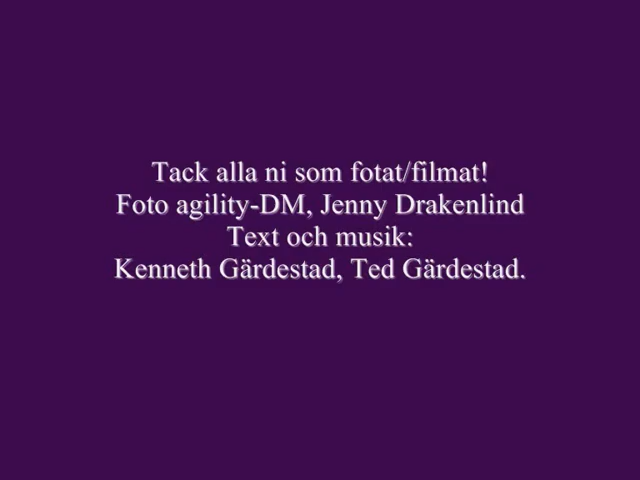 Tack alla ni som fotat/filmat!
Foto agility-DM, Jenny Drakenlind
Text och musik:
Kenneth Gärdestad, Ted Gärdestad.